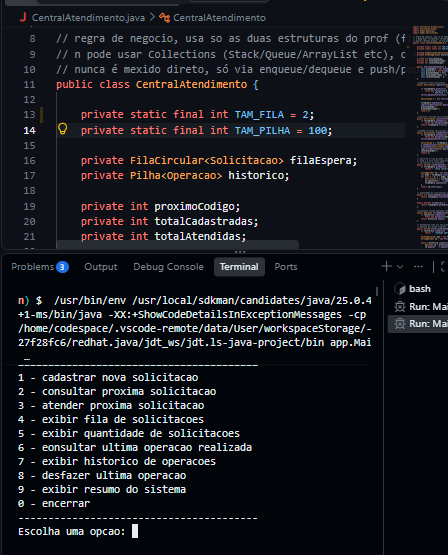 CentralAtendimento.java > CentralAtendimento
8 // regra de negocio, usa so as duas estruturas do prof (f
9 // n pode usar Collections (Stack/Queue/ArrayList etc), o
10 // nunca é mexido direto, só via enqueue/dequeue e push/po
11 public class CentralAtendimento {
12
13 private static final int TAM_FILA = 2;
14 private static final int TAM_PILHA = 100;
15
16 private FilaCircular<Solicitacao> filaEspera;
17 private Pilha<Operacao> historico;
18
19 private int proximoCodigo;
20 private int totalCadastradas;
21 private int totalAtendidas;
Problems 3 Output Debug Console Terminal Ports
n) $ /usr/bin/env /usr/local/sdkman/candidates/java/25.0.4
+1-ms/bin/java -XX:+ShowCodeDetailsInExceptionMessages -cp
/home/codespace/.vscode-remote/data/User/workspaceStorage/-
27f28fc6/redhat.java/jdt_ws/jdt.ls-java-project/bin app.Mai
----------------------------------------
1 - cadastrar nova solicitacao
2 - consultar proxima solicitacao
3 - atender proxima solicitacao
4 - exibir fila de solicitacoes
5 - exibir quantidade de solicitacoes
6 - eonsultar ultima operacao realizada
7 - exibir historico de operacoes
8 - desfazer ultima operacao
9 - exibir resumo do sistema
0 - encerrar
----------------------------------------
Escolha uma opcao:
bash
Run: Mai
Run: Mai